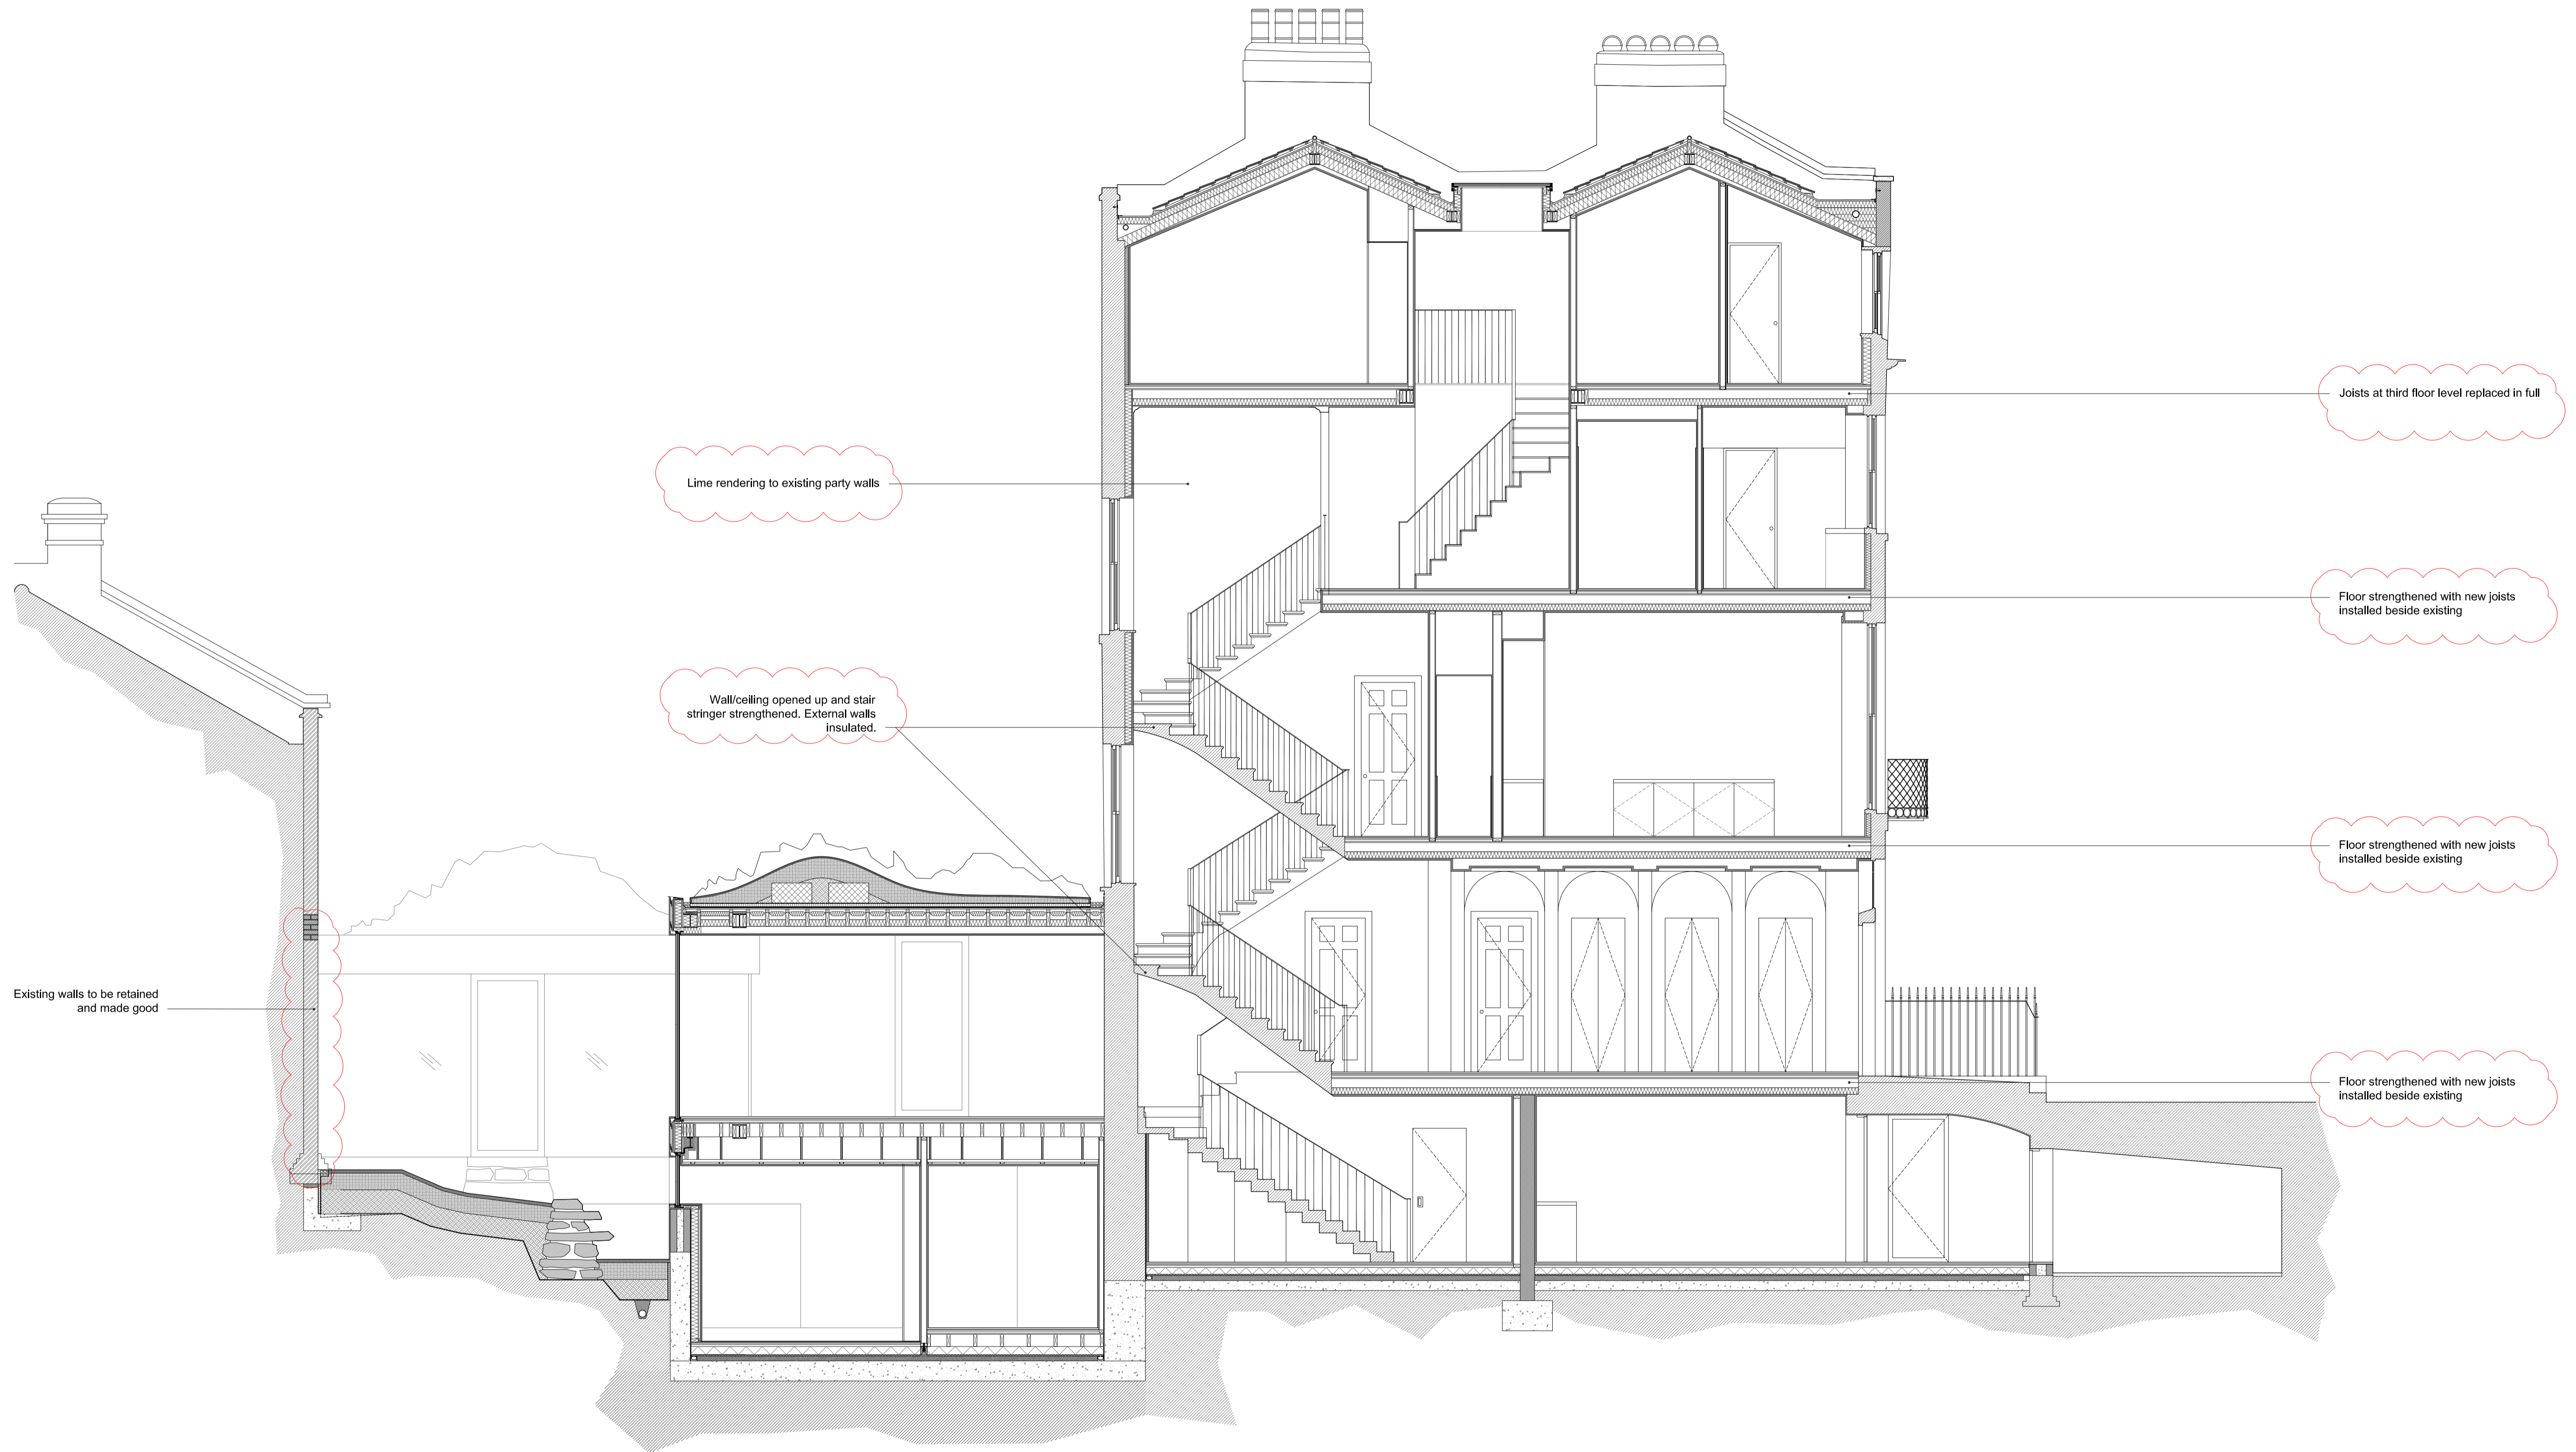 Joists at third floor level replaced in full
Lime rendering to existing party walls
Floor strengthened with new joists
installed beside existing
Wall/ceiling opened up and stair
stringer strengthened. External walls
insulated.
Floor strengthened with new joists
installed beside existing
Existing walls to be retained
and made good
Floor strengthened with new joists
installed beside existing